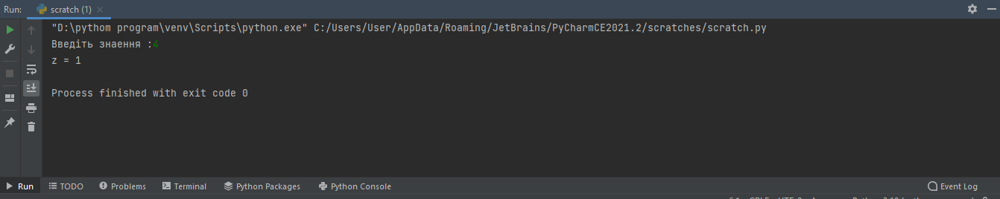 Run: scratch (1)
"D:\pythom program\venv\Scripts\python.exe" C:/Users/User/AppData/Roaming/JetBrains/PyCharmCE2021.2/scratches/scratch.py
Введіть знаення :4
z = 1
Process finished with exit code 0
Run TODO Problems Terminal Python Packages Python Console Event Log